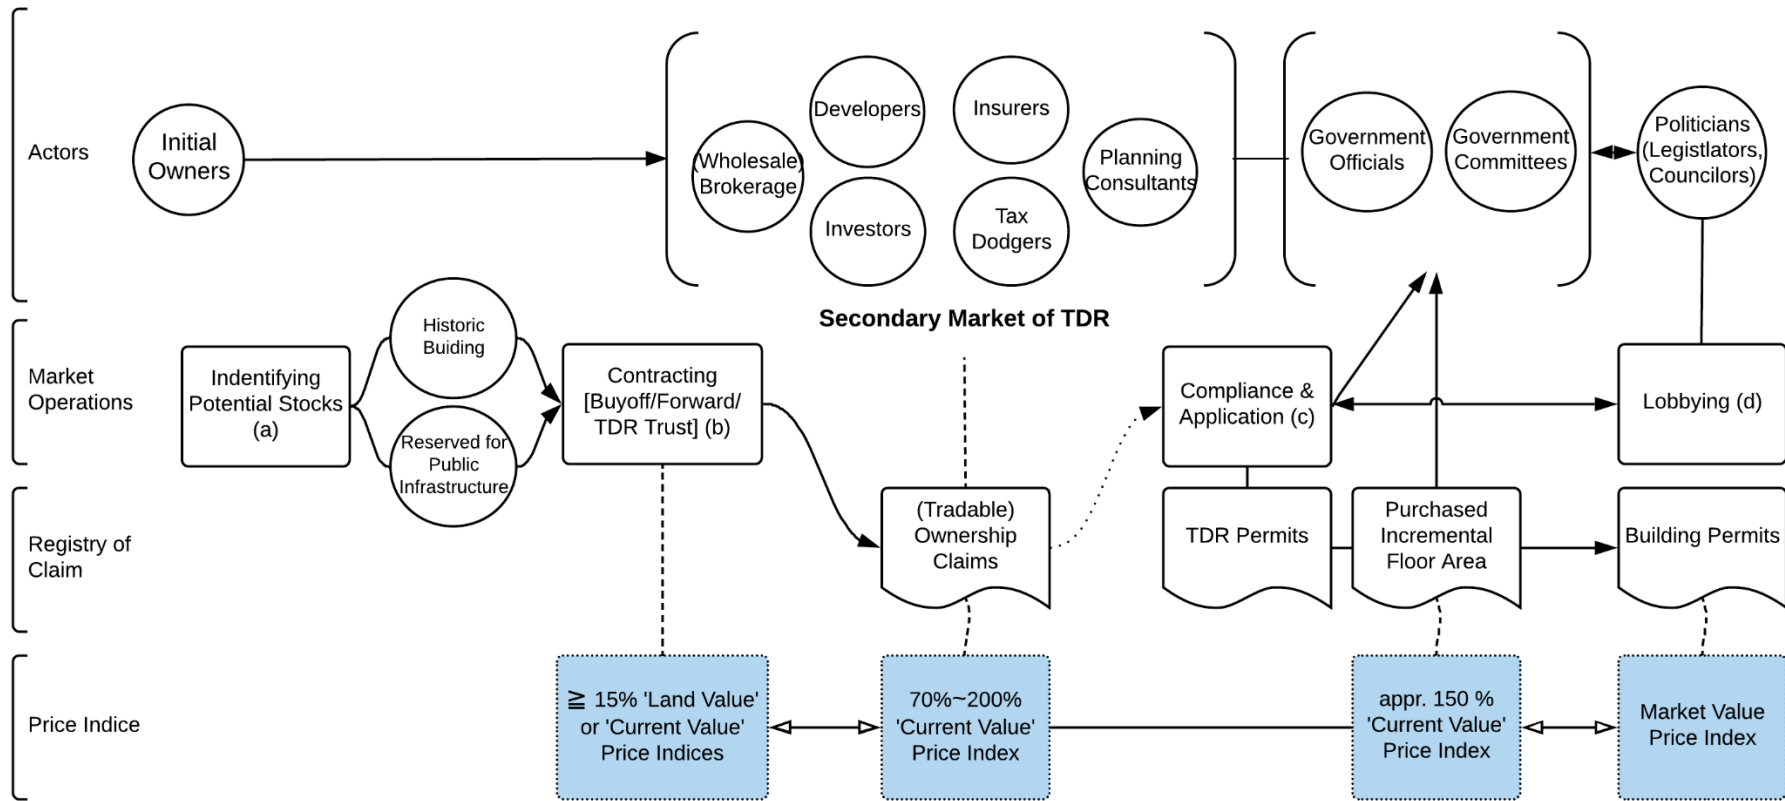 Actors
Initial
Owners
(Wholesale)
Brokerage
Developers
Investors
Insurers
Tax
Dodgers
Planning
Consultants
Government
Officials
Government
Committees
Politicians
(Legistlators,
Councilors)
Secondary Market of TDR
Market
Operations
Indentifying
Potential Stocks
(a)
Historic
Buiding
Reserved for
Public
Infrastructure
Contracting
[Buyoff/Forward/
TDR Trust] (b)
Compliance &
Application (c)
Lobbying (d)
Registry of
Claim
(Tradable)
Ownership
Claims
TDR Permits
Purchased
Incremental
Floor Area
Building Permits
Price Indice
≧ 15% 'Land Value'
or 'Current Value'
Price Indices
70%~200%
'Current Value'
Price Index
appr. 150 %
'Current Value'
Price Index
Market Value
Price Index